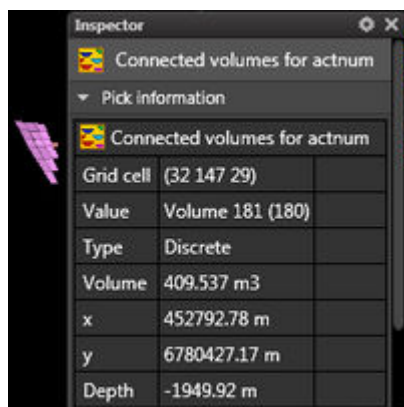 Inspector
Connected volumes for actnum
Pick information
Connected volumes for actnum
Grid cell (32 147 29)
Value Volume 181 (180)
Type Discrete
Volume 409.537 m3
x 452792.78 m
y 6780427.17 m
Depth -1949.92 m